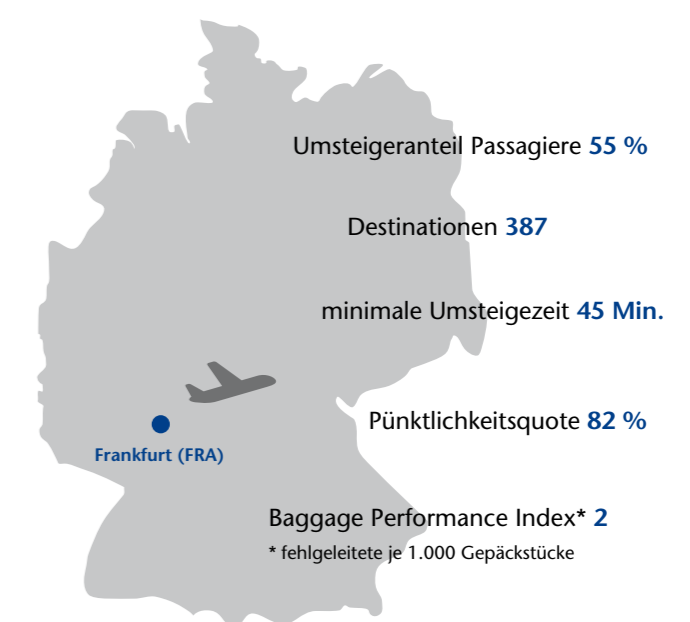 Umsteigeranteil Passagiere 55 %
Destinationen 387
minimale Umsteigezeit 45 Min.
Pünktlichkeitsquote 82 %
Frankfurt (FRA)
Baggage Performance Index* 2
* fehlgeleitete je 1.000 Gepäckstücke